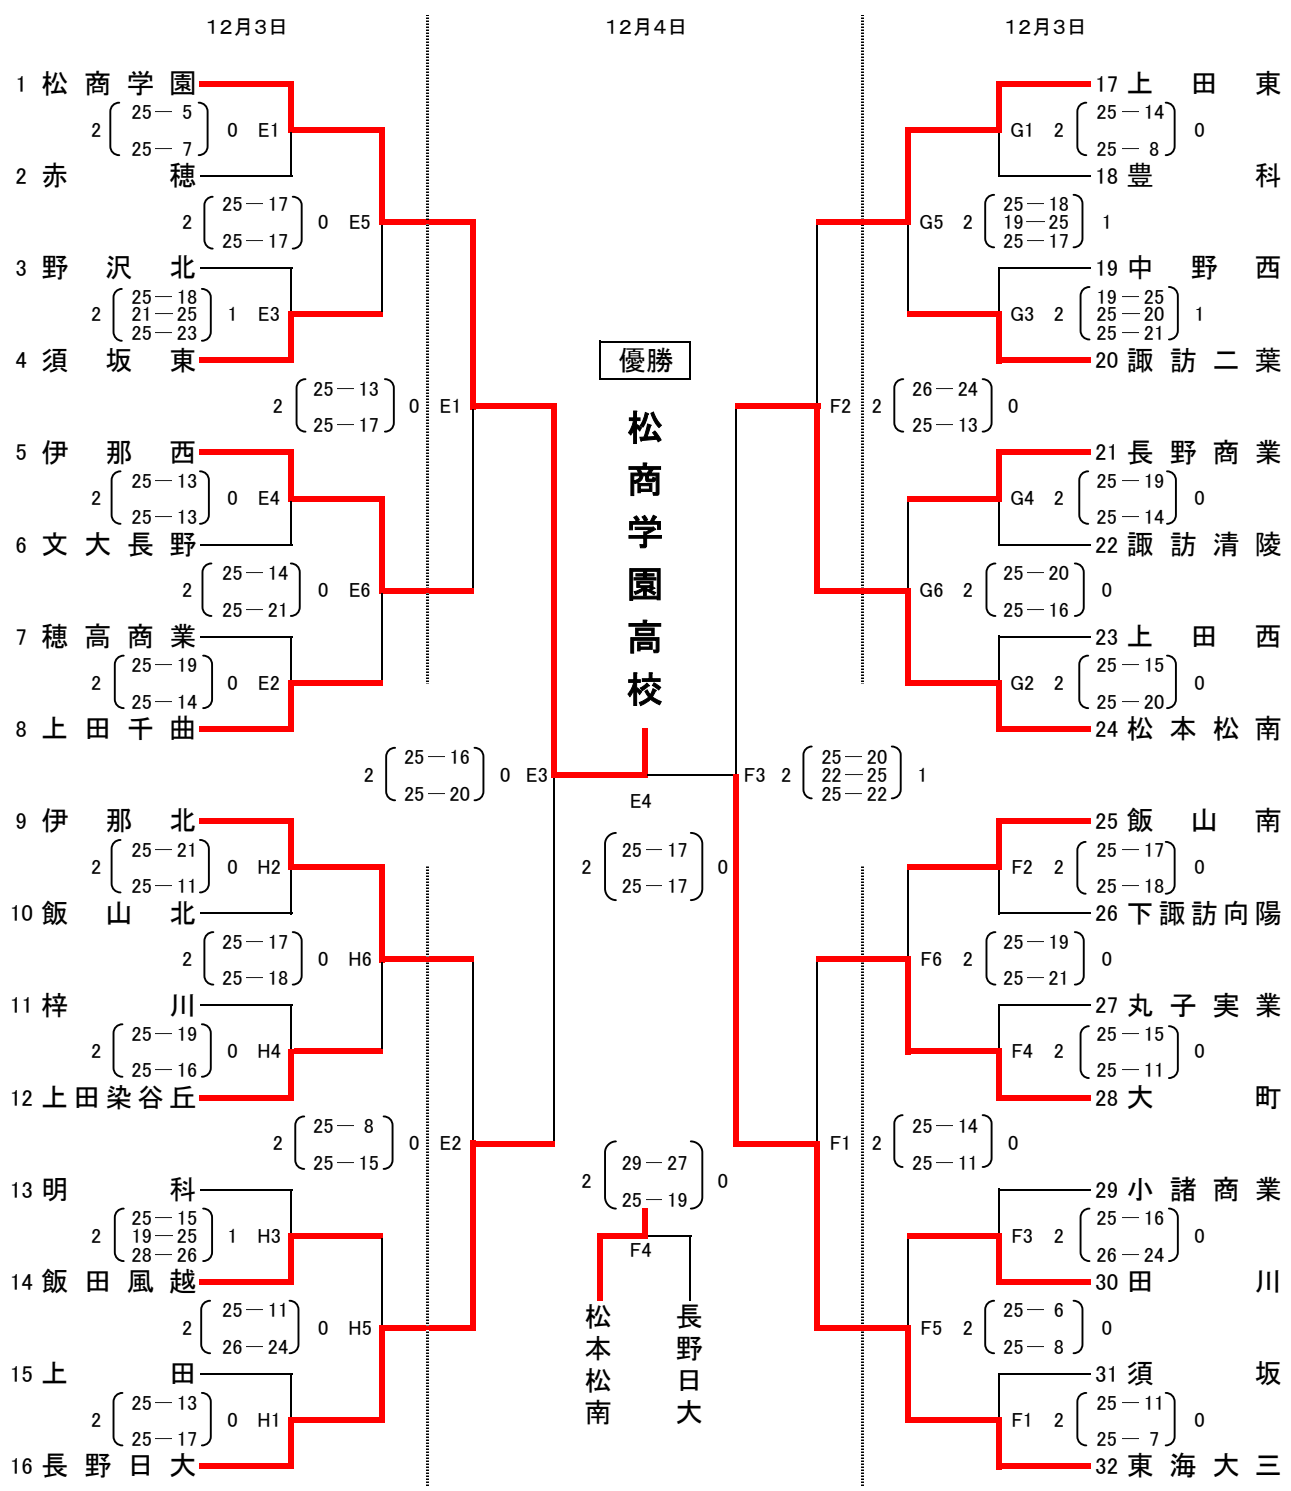 12月3日
12月4日
12月3日
1 松商学園
2 25― 5 0 E1
25― 7
2 赤穂
2 25―17 0 E5
25―17
3 野沢北
25―18
2 21―25 1 E3
25―23
4 須坂東
2 25―13 0 E1
25―17
5 伊那西
2 25―13 0 E4
25―13
6 文大長野
2 25―14 0 E6
25―21
7 穂高商業
2 25―19 0 E2
25―14
8 上田千曲
2 25―16 0 E3
25―20
9 伊那北
2 25―21 0 H2
25―11
10 飯山北
2 25―17 0 H6
25―18
11 梓川
2 25―19 0 H4
25―16
12 上田染谷丘
2 25― 8 0 E2
25―15
13 明科
25―15
2 19―25 1 H3
28―26
14 飯田風越
2 25―11 0 H5
26―24
15 上田
2 25―13 0 H1
25―17
16 長野日大
優勝
松商学園高校
E4
2 25―17 0
25―17
2 29―27 0
25―19
F4
松本松南
長野日大
17 上田東
G1 2 25―14 0
25― 8
18 豊科
25―18
G5 2 19―25 1
25―17
19 中野西
19―25
G3 2 25―20 1
25―21
20 諏訪二葉
F2 2 26―24 0
25―13
21 長野商業
G4 2 25―19 0
25―14
22 諏訪清陵
G6 2 25―20 0
25―16
23 上田西
G2 2 25―15 0
25―20
24 松本松南
25―20
F3 2 22―25 1
25―22
25 飯山南
F2 2 25―17 0
25―18
26 下諏訪向陽
F6 2 25―19 0
25―21
27 丸子実業
F4 2 25―15 0
25―11
28 大町
F1 2 25―14 0
25―11
29 小諸商業
F3 2 25―16 0
26―24
30 田川
F5 2 25― 6 0
25― 8
31 須坂
F1 2 25―11 0
25― 7
32 東海大三